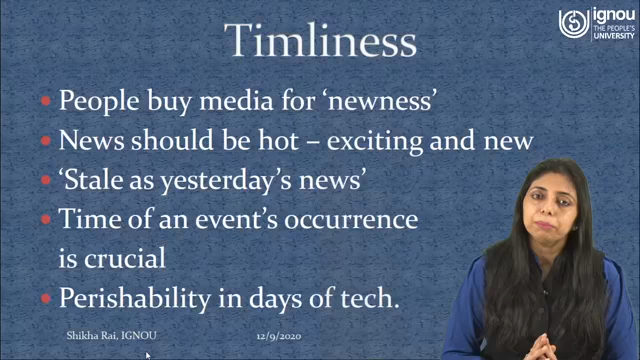 ignou
THE PEOPLE'S
UNIVERSITY
Timliness
• People buy media for ‘newness’
• News should be hot – exciting and new
• ‘Stale as yesterday’s news’
• Time of an event’s occurrence
is crucial
• Perishability in days of tech.
Shikha Rai, IGNOU 12/9/2020